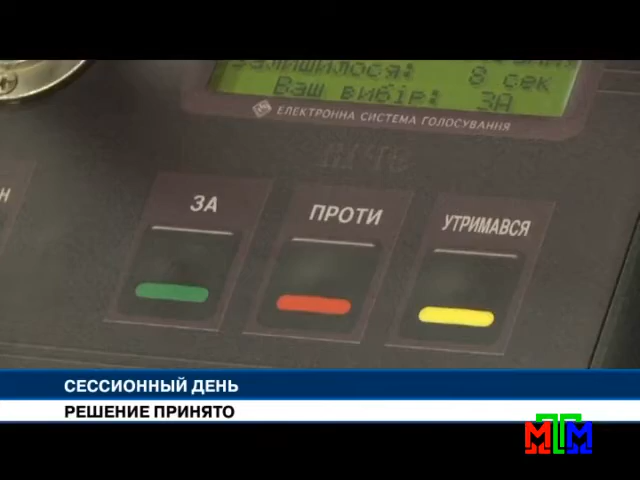 Залишилося: 8 сек
Ваш вибір: ЗА
ЕЛЕКТРОННА СИСТЕМА ГОЛОСУВАННЯ
ЗА
ПРОТИ
УТРИМАВСЯ
СЕССИОННЫЙ ДЕНЬ
РЕШЕНИЕ ПРИНЯТО
МТМ